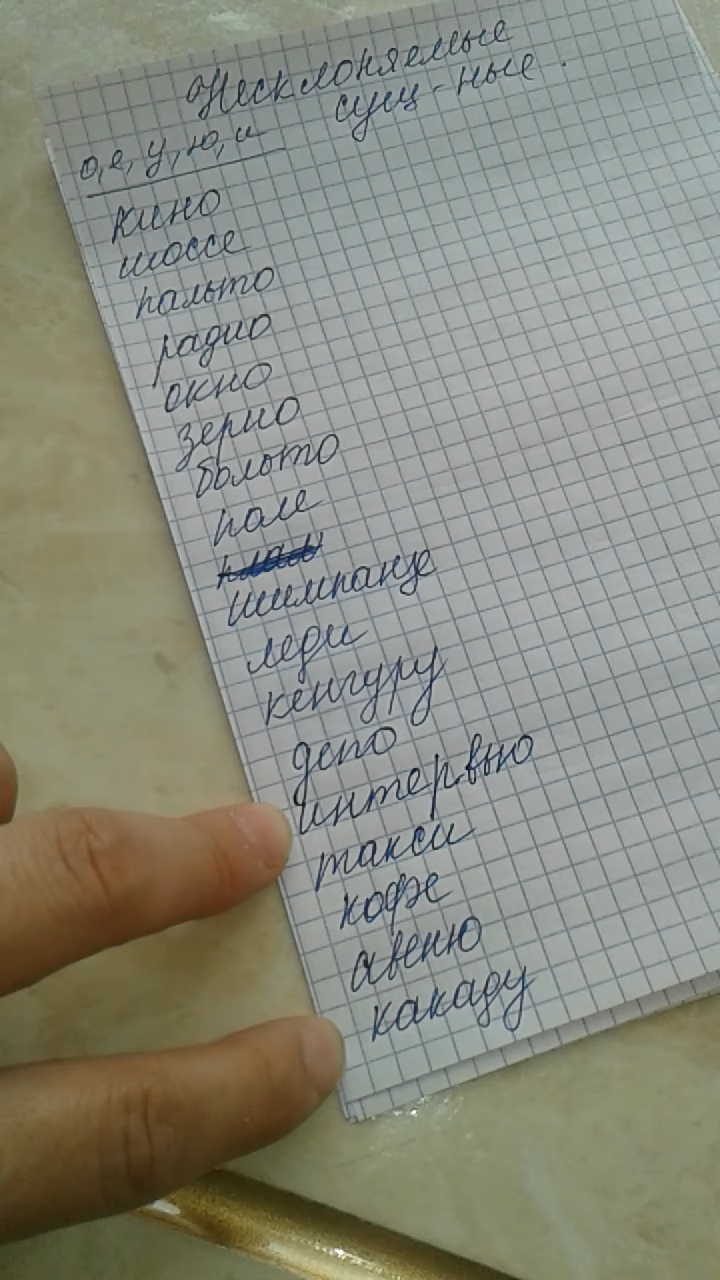 Несклоняемые
сущ-ные.
о, е, у, ю, и
кино
шоссе
пальто
радио
окно
зерно
больто
поле
шимпанзе
леди
кенгуру
депо
интервью
такси
кофе
авеню
какаду